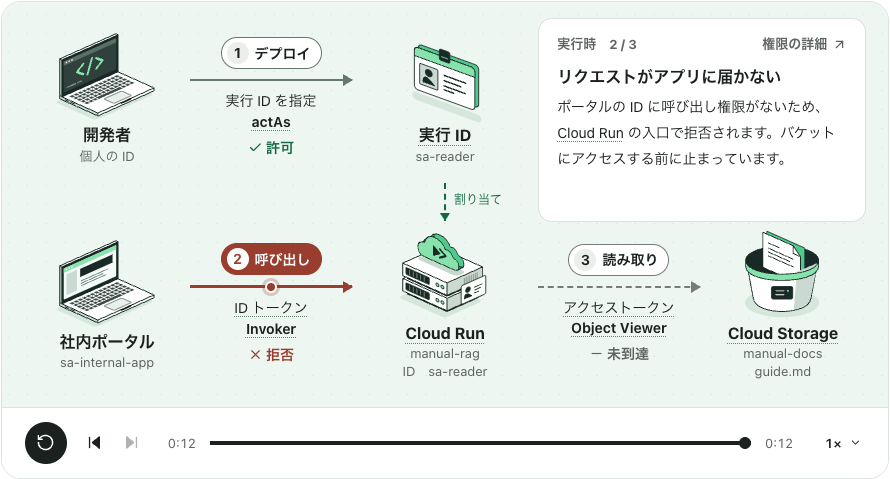 1 デプロイ
実行 ID を指定
actAs
✓ 許可
開発者
個人の ID
実行 ID
sa-reader
割り当て
実行時 2 / 3
権限の詳細 ↗
リクエストがアプリに届かない
ポータルの ID に呼び出し権限がないため、
Cloud Run の入口で拒否されます。バケット
にアクセスする前に止まっています。
2 呼び出し
ID トークン
Invoker
× 拒否
社内ポータル
sa-internal-app
Cloud Run
manual-rag
ID sa-reader
3 読み取り
アクセストークン
Object Viewer
− 未到達
Cloud Storage
manual-docs
guide.md
0:12
0:12
1×